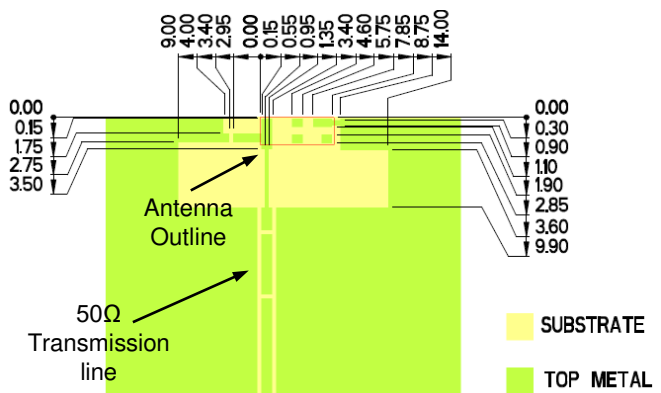 9.00 4.00 3.40 2.95 0.00 0.15 0.55 0.95 1.35 3.40 4.60 5.75 7.85 8.75 14.00
0.00
0.15
1.75
2.75
3.50
0.00
0.30
0.90
1.10
1.90
2.85
3.60
9.90
Antenna
Outline
50Ω
Transmission
line
SUBSTRATE
TOP METAL